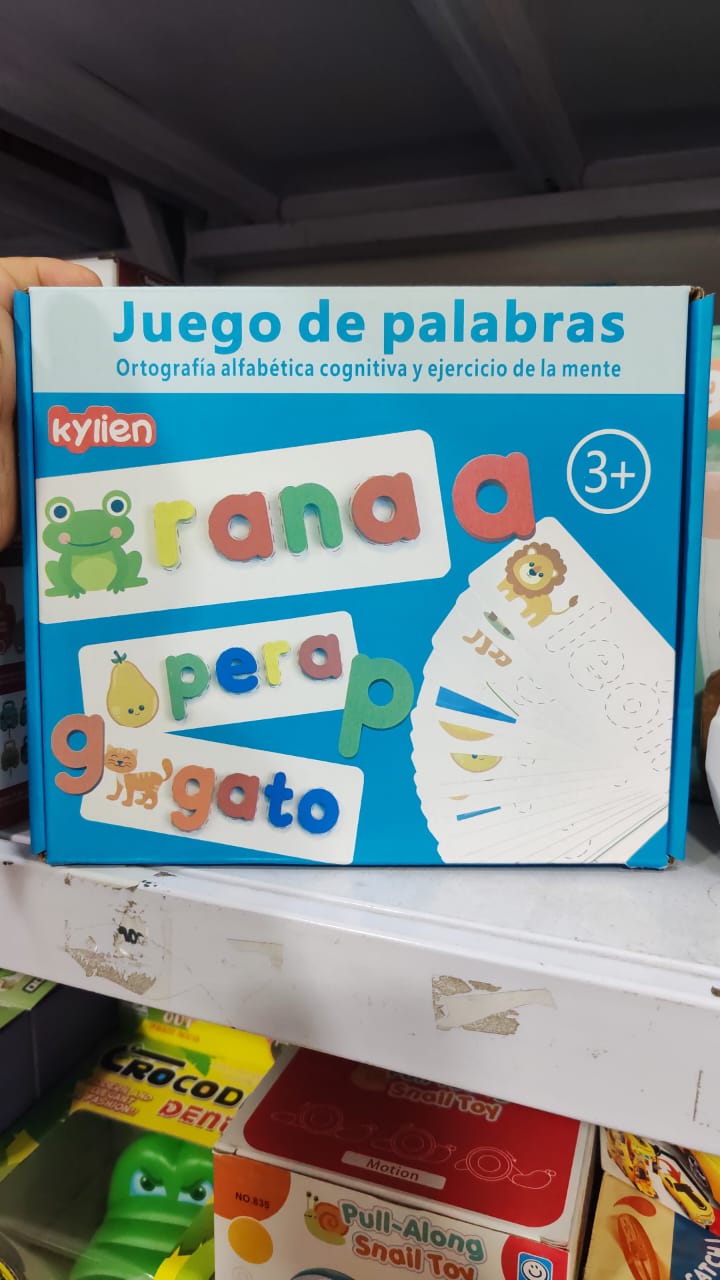 Juego de palabras
Ortografía alfabética cognitiva y ejercicio de la mente
kylien
3+
rana
a
león
pera
p
g
gato
CROCOD
DENT
Snail Toy
Motion
NO.835
Pull-Along
Snail Toy